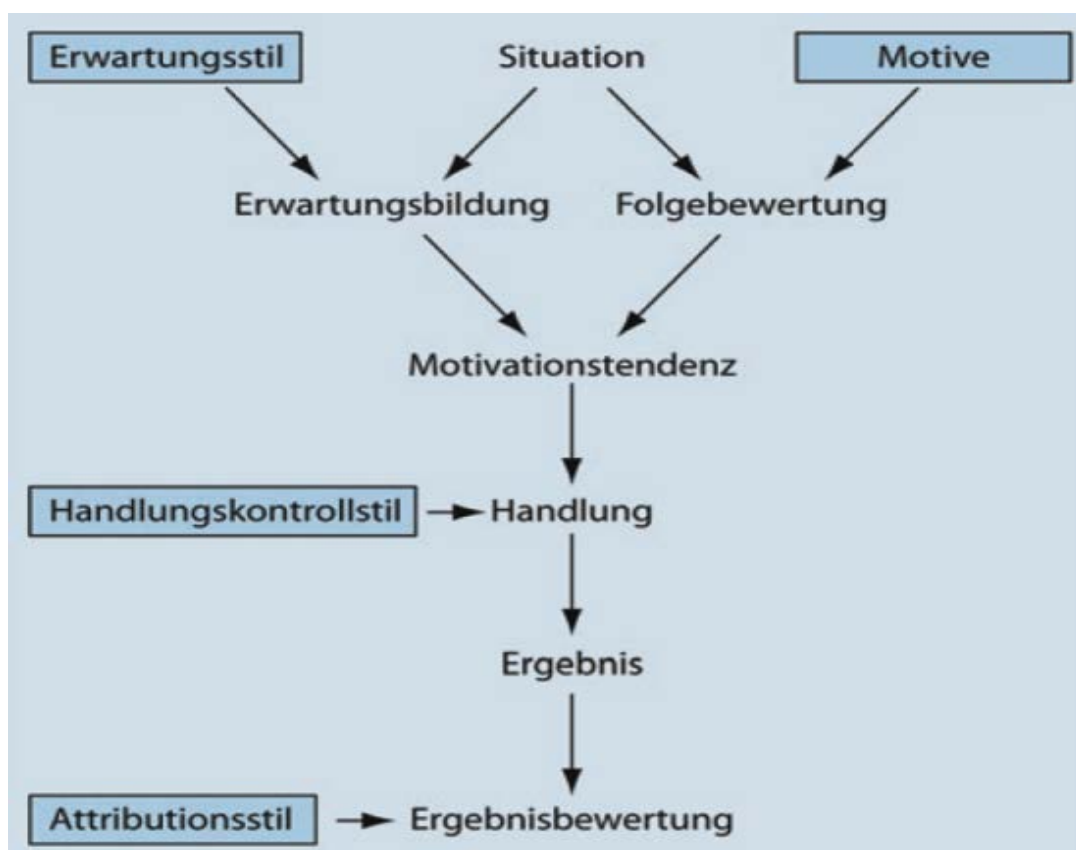 Erwartungsstil Situation Motive
Erwartungsbildung Folgebewertung
Motivationstendenz
Handlungskontrollstil Handlung
Ergebnis
Attributionsstil Ergebnisbewertung